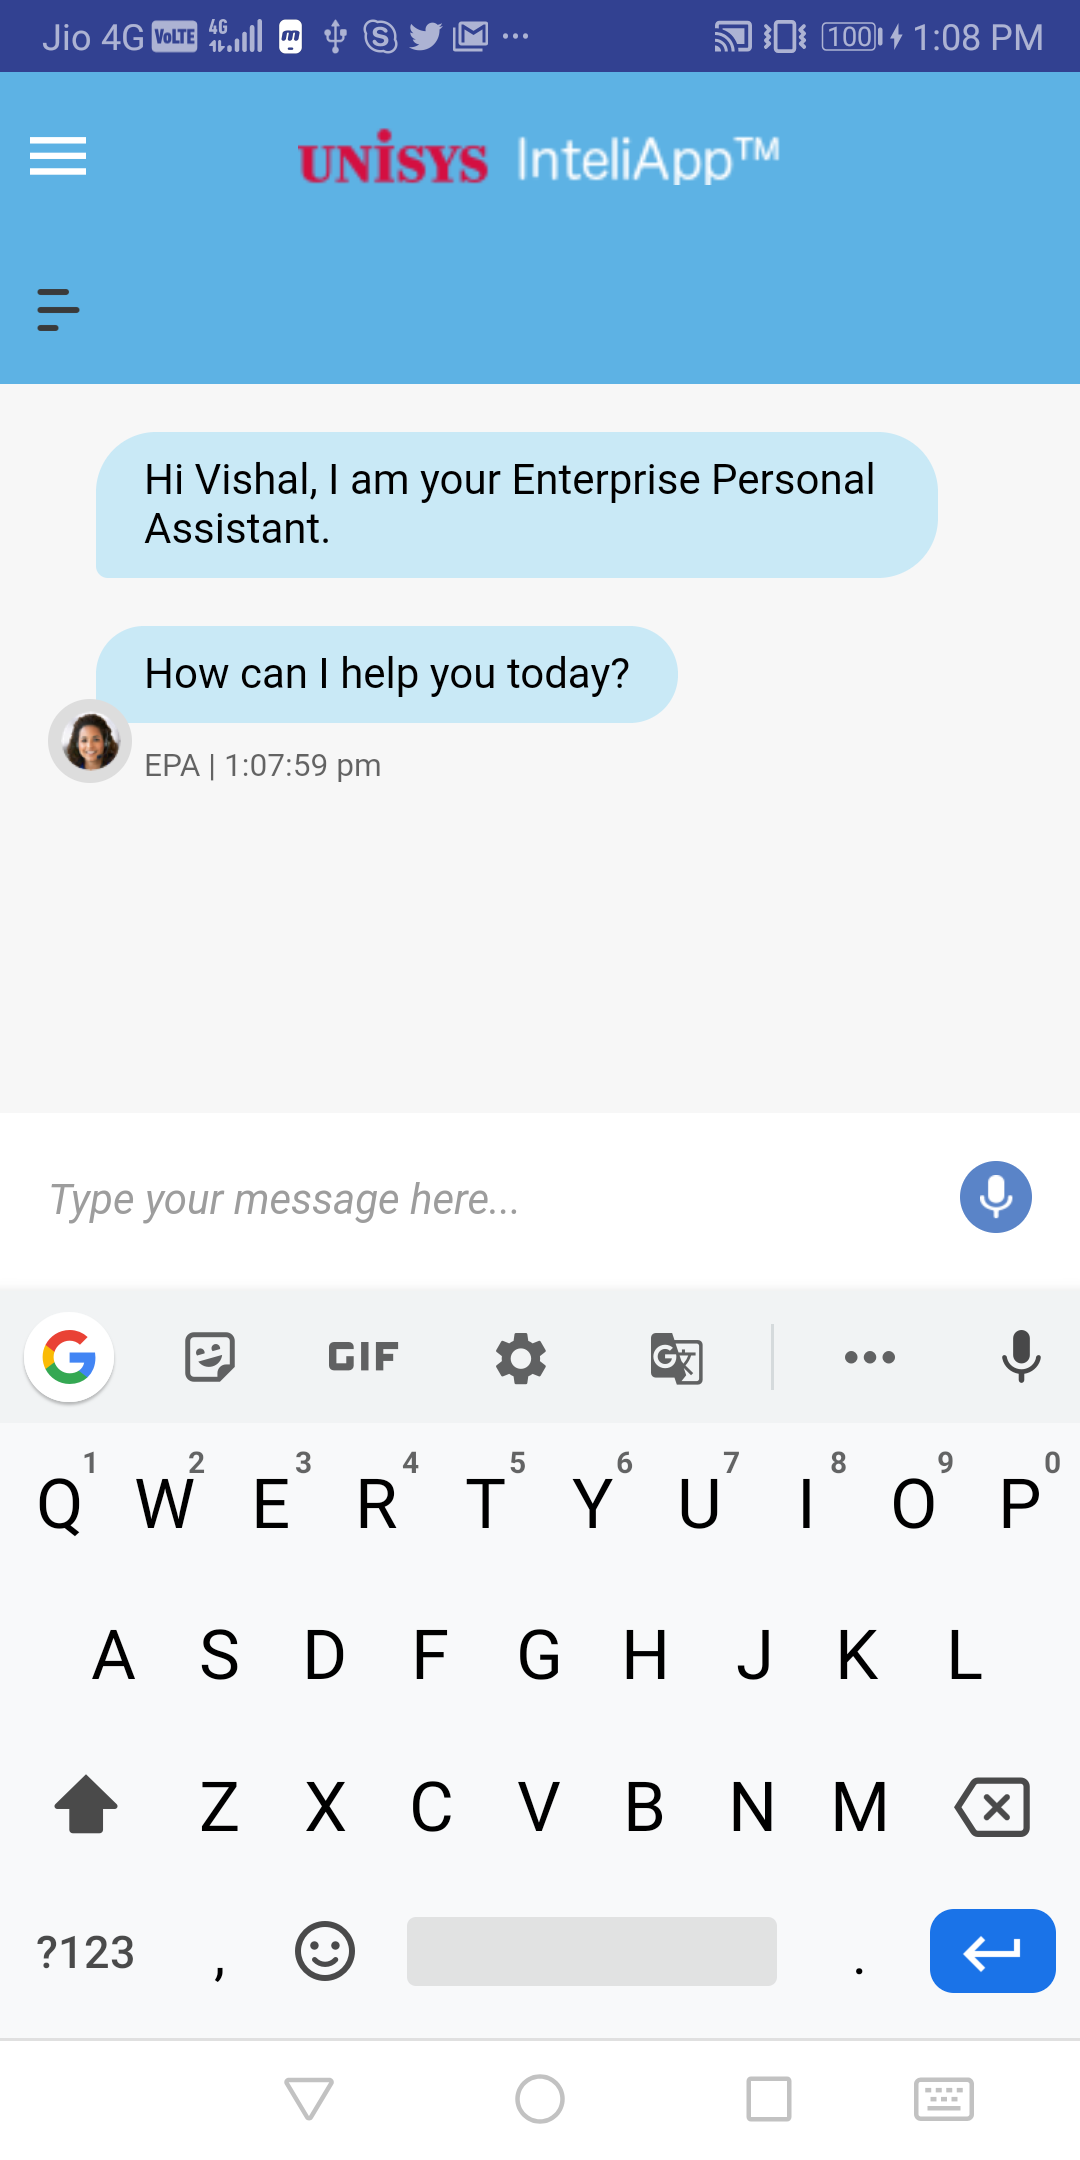 Jio 4G VoLTE 4G 100 1:08 PM
UNiSYS InteliApp™
Hi Vishal, I am your Enterprise Personal
Assistant.
How can I help you today?
EPA | 1:07:59 pm
Type your message here...
G GIF G 文
1 2 3 4 5 6 7 8 9 0
Q W E R T Y U I O P
A S D F G H J K L
Z X C V B N M
?123 , .